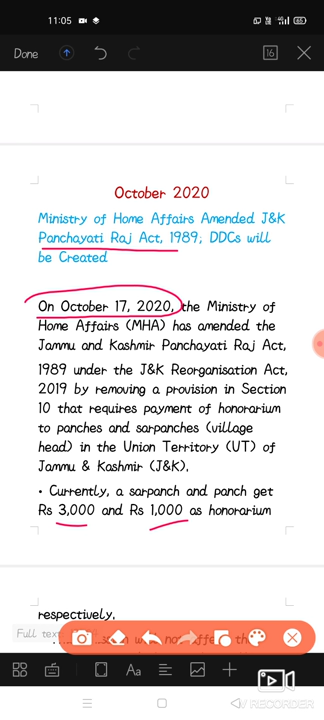 11:05
65
Done
16
October 2020
Ministry of Home Affairs Amended J&K
Panchayati Raj Act, 1989; DDCs will
be Created
On October 17, 2020, the Ministry of
Home Affairs (MHA) has amended the
Jammu and Kashmir Panchayati Raj Act,
1989 under the J&K Reorganisation Act,
2019 by removing a provision in Section
10 that requires payment of honorarium
to panches and sarpanches (village
head) in the Union Territory (UT) of
Jammu & Kashmir (J&K).
• Currently, a sarpanch and panch get
Rs 3,000 and Rs 1,000 as honorarium
respectively.
Full tex
Aa
RECORDER